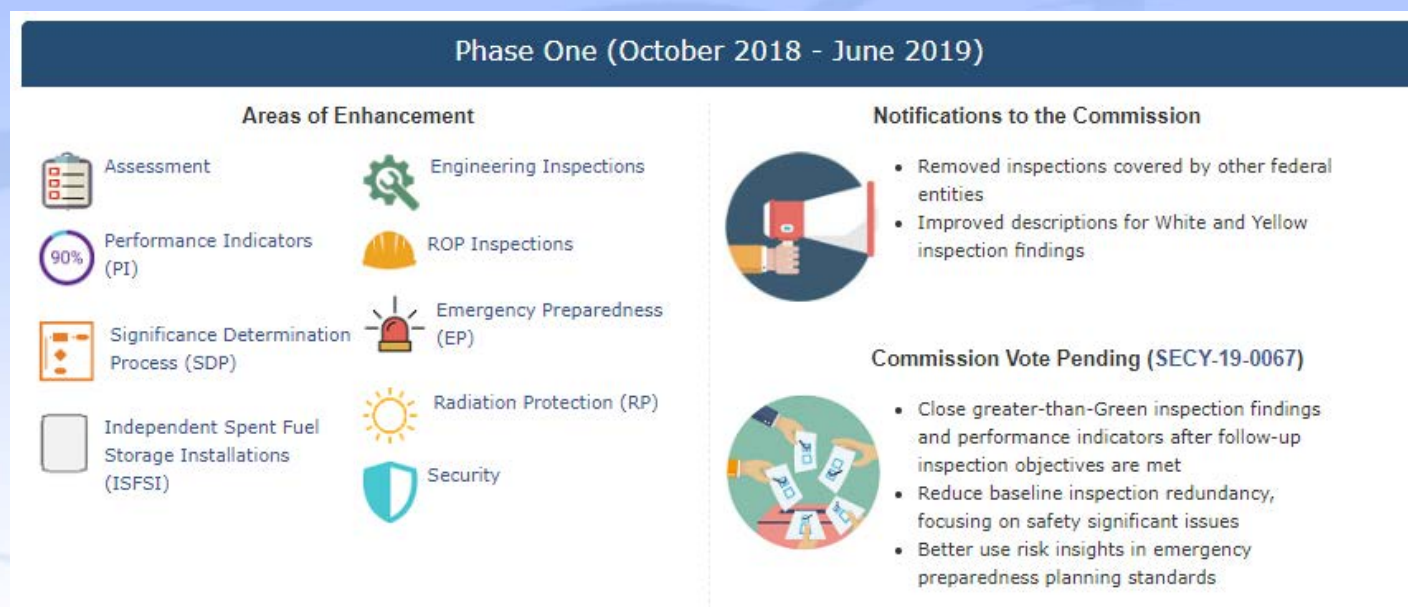 Phase One (October 2018 - June 2019)
Areas of Enhancement
Assessment
90%
Performance Indicators
(PI)
Significance Determination
Process (SDP)
Independent Spent Fuel
Storage Installations
(ISFSI)
Engineering Inspections
ROP Inspections
Emergency Preparedness
(EP)
Radiation Protection (RP)
Security
Notifications to the Commission
• Removed inspections covered by other federal
entities
• Improved descriptions for White and Yellow
inspection findings
Commission Vote Pending (SECY-19-0067)
• Close greater-than-Green inspection findings
and performance indicators after follow-up
inspection objectives are met
• Reduce baseline inspection redundancy,
focusing on safety significant issues
• Better use risk insights in emergency
preparedness planning standards